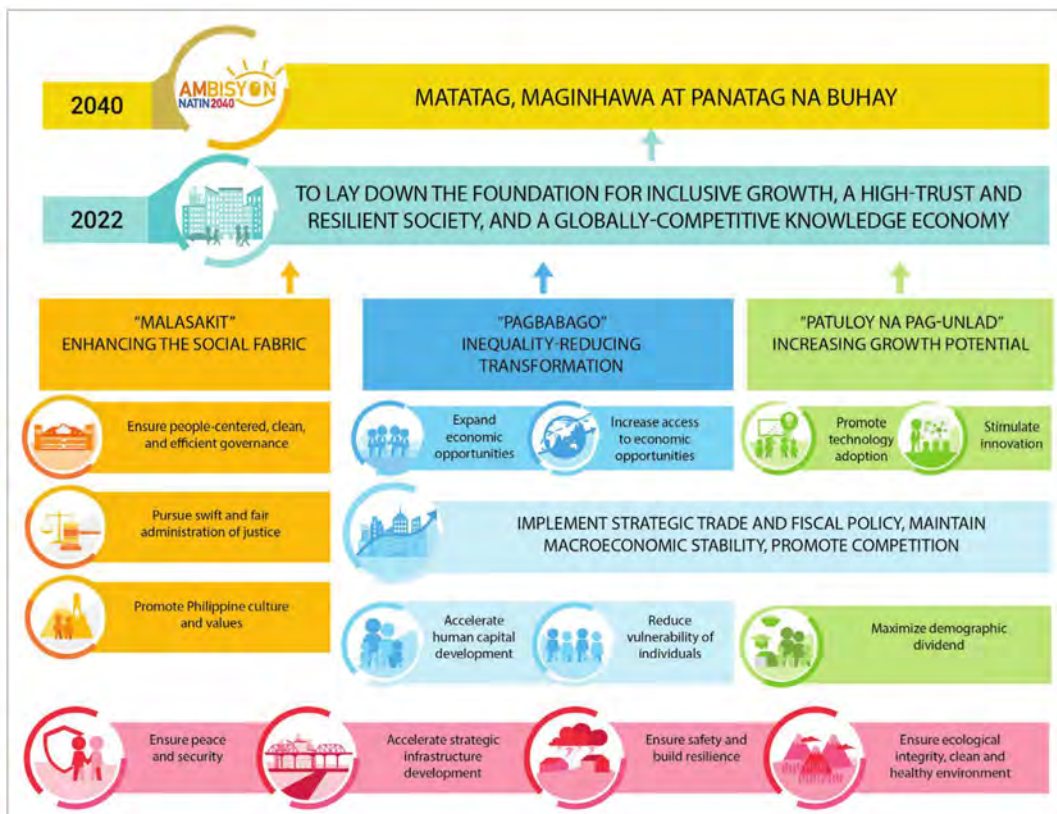 2040
AMBISYON
NATIN2040
MATATAG, MAGINHAWA AT PANATAG NA BUHAY
2022
TO LAY DOWN THE FOUNDATION FOR INCLUSIVE GROWTH, A HIGH-TRUST AND
RESILIENT SOCIETY, AND A GLOBALLY-COMPETITIVE KNOWLEDGE ECONOMY
"MALASAKIT"
ENHANCING THE SOCIAL FABRIC
"PAGBABAGO"
INEQUALITY-REDUCING
TRANSFORMATION
"PATULOY NA PAG-UNLAD"
INCREASING GROWTH POTENTIAL
Ensure people-centered, clean,
and efficient governance
Expand
economic
opportunities
Increase access
to economic
opportunities
Promote
technology
adoption
Stimulate
innovation
Pursue swift and fair
administration of justice
IMPLEMENT STRATEGIC TRADE AND FISCAL POLICY, MAINTAIN
MACROECONOMIC STABILITY, PROMOTE COMPETITION
Promote Philippine culture
and values
Accelerate
human capital
development
Reduce
vulnerability of
individuals
Maximize demographic
dividend
Ensure peace
and security
Accelerate strategic
infrastructure
development
Ensure safety and
build resilience
Ensure ecological
integrity, clean and
healthy environment